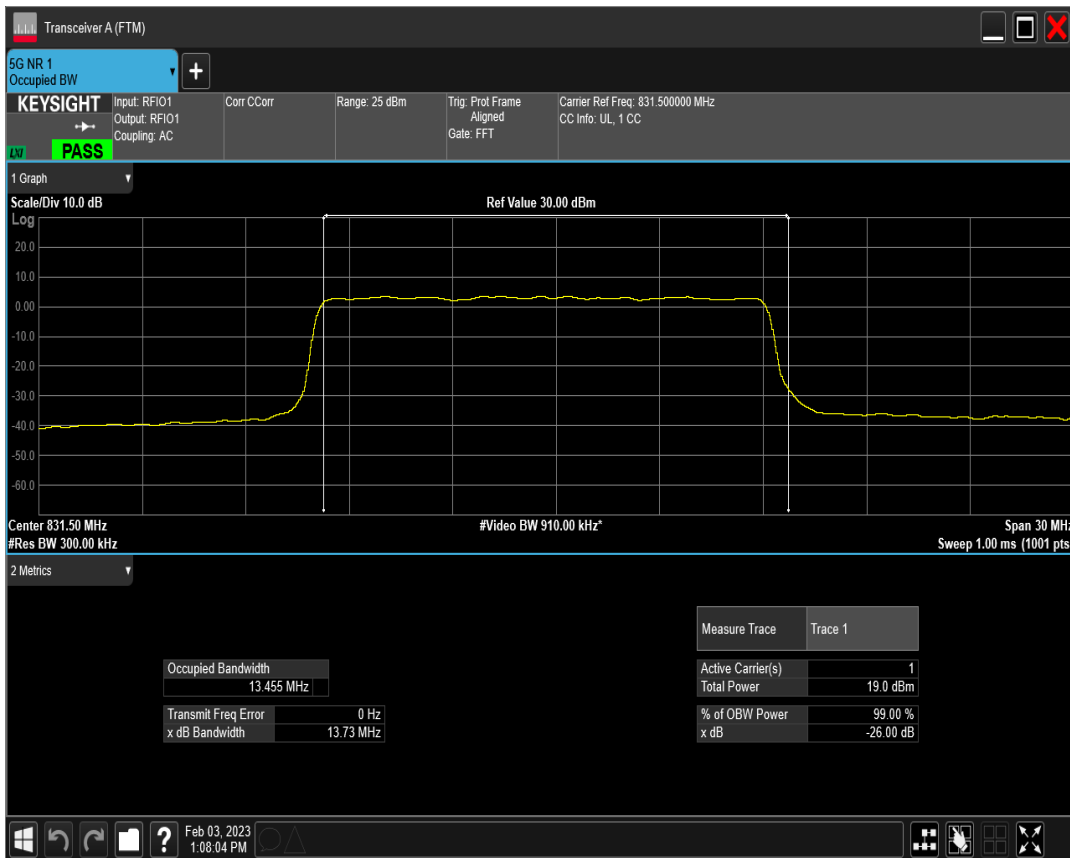 Transceiver A (FTM)
5G NR 1
Occupied BW
+
KEYSIGHT
LXI
PASS
Input: RFIO1
Output: RFIO1
Coupling: AC
Corr CCorr
Range: 25 dBm
Trig: Prot Frame
Aligned
Gate: FFT
Carrier Ref Freq: 831.500000 MHz
CC Info: UL, 1 CC
1 Graph
Scale/Div 10.0 dB
Ref Value 30.00 dBm
Log
20.0
10.0
0.00
-10.0
-20.0
-30.0
-40.0
-50.0
-60.0
Center 831.50 MHz
#Video BW 910.00 kHz*
Span 30 MHz
#Res BW 300.00 kHz
Sweep 1.00 ms (1001 pts
2 Metrics
Measure Trace Trace 1
Occupied Bandwidth
13.455 MHz
Active Carrier(s) 1
Total Power 19.0 dBm
Transmit Freq Error 0 Hz
x dB Bandwidth 13.73 MHz
% of OBW Power 99.00 %
x dB -26.00 dB
?
Feb 03, 2023
1:08:04 PM